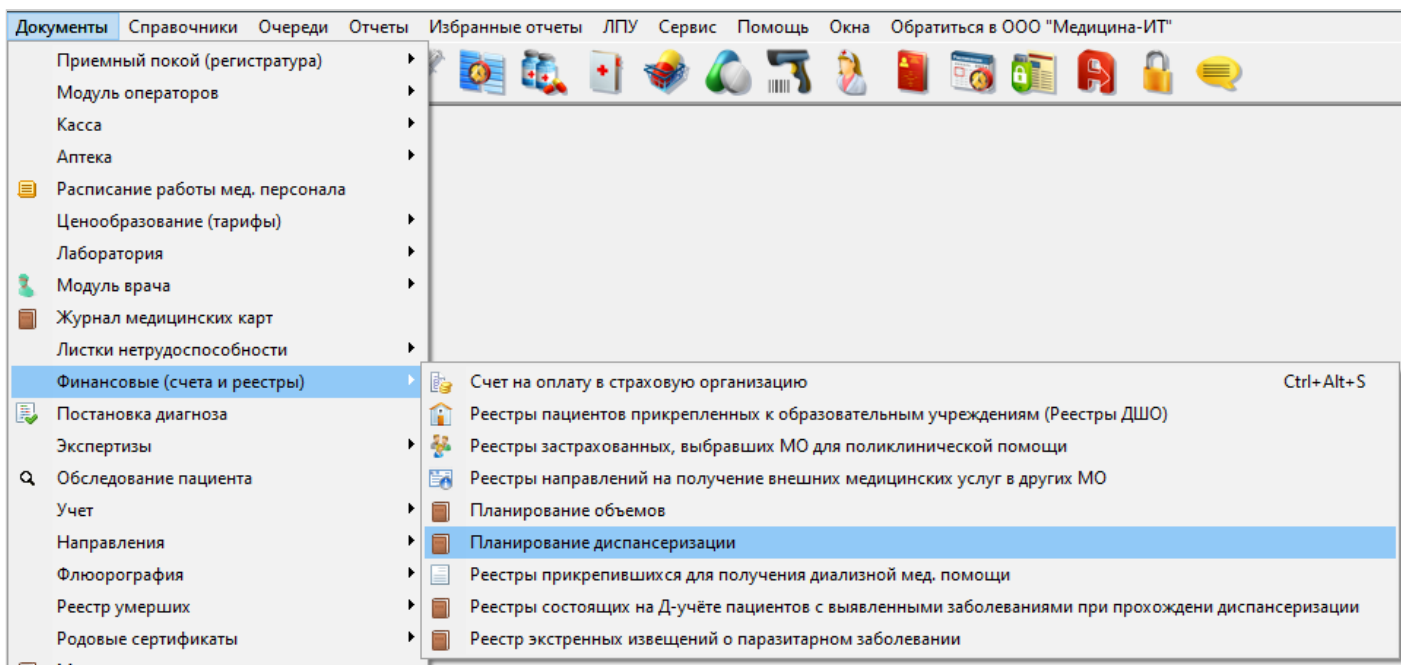 Документы Справочники Очереди Отчеты Избранные отчеты ЛПУ Сервис Помощь Окна Обратиться в ООО "Медицина-ИТ"
Приемный покой (регистратура)
Модуль операторов
Касса
Аптека
Расписание работы мед. персонала
Ценообразование (тарифы)
Лаборатория
Модуль врача
Журнал медицинских карт
Листки нетрудоспособности
Финансовые (счета и реестры)
Постановка диагноза
Экспертизы
Обследование пациента
Учет
Направления
Флюорография
Реестр умерших
Родовые сертификаты
Счет на оплату в страховую организацию Ctrl+Alt+S
Реестры пациентов прикрепленных к образовательным учреждениям (Реестры ДШО)
Реестры застрахованных, выбравших МО для поликлинической помощи
Реестры направлений на получение внешних медицинских услуг в других МО
Планирование объемов
Планирование диспансеризации
Реестры прикрепившихся для получения диализной мед. помощи
Реестры состоящих на Д-учёте пациентов с выявленными заболеваниями при прохождени диспансеризации
Реестр экстренных извещений о паразитарном заболевании